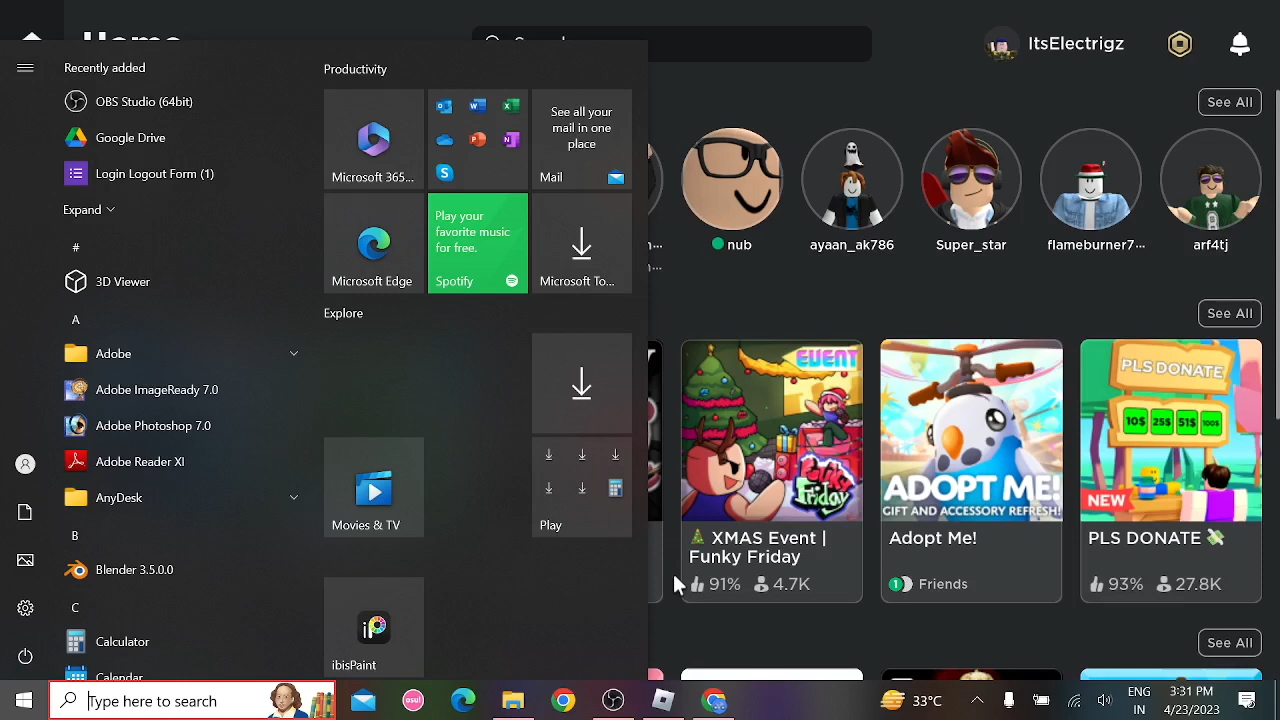 ItsElectrigz
Recently added
OBS Studio (64bit)
Google Drive
Login Logout Form (1)
Expand
#
3D Viewer
A
Adobe
Adobe ImageReady 7.0
Adobe Photoshop 7.0
Adobe Reader XI
AnyDesk
B
Blender 3.5.0.0
C
Calculator
Calendar
Productivity
Microsoft 365...
See all your
mail in one
place
Mail
Microsoft Edge
Play your
favorite music
for free.
Spotify
Microsoft To...
Explore
Movies & TV
Play
ibisPaint
See All
nub
ayaan_ak786
Super_star
flameburner7...
arf4tj
See All
EVENT
Funky
Friday
XMAS Event |
Funky Friday
91% 4.7K
ADOPT ME!
GIFT AND ACCESSORY REFRESH!
Adopt Me!
1 Friends
PLS DONATE
10$ 25$ 51$ 100$
NEW
PLS DONATE
93% 27.8K
See All
Type here to search
osu!
33°C
ENG
IN
3:31 PM
4/23/2023